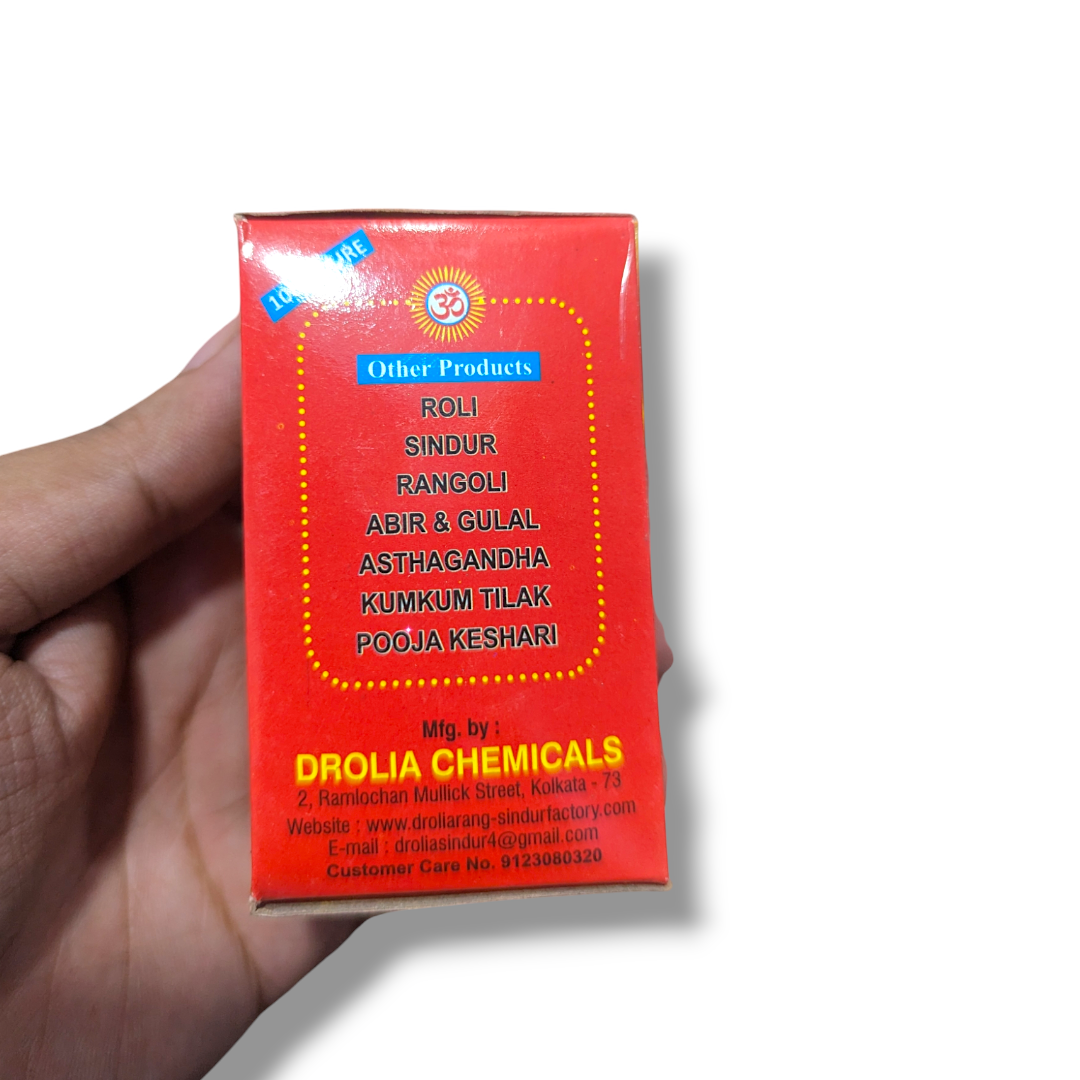 ॐ
Other Products
ROLI
SINDUR
RANGOLI
ABIR & GULAL
ASTHAGANDHA
KUMKUM TILAK
POOJA KESHARI
Mfg. by :
DROLIA CHEMICALS
2, Ramlochan Mullick Street, Kolkata - 73
Website : www.droliarang-sindurfactory.com
E-mail : droliasindur4@gmail.com
Customer Care No. 9123080320